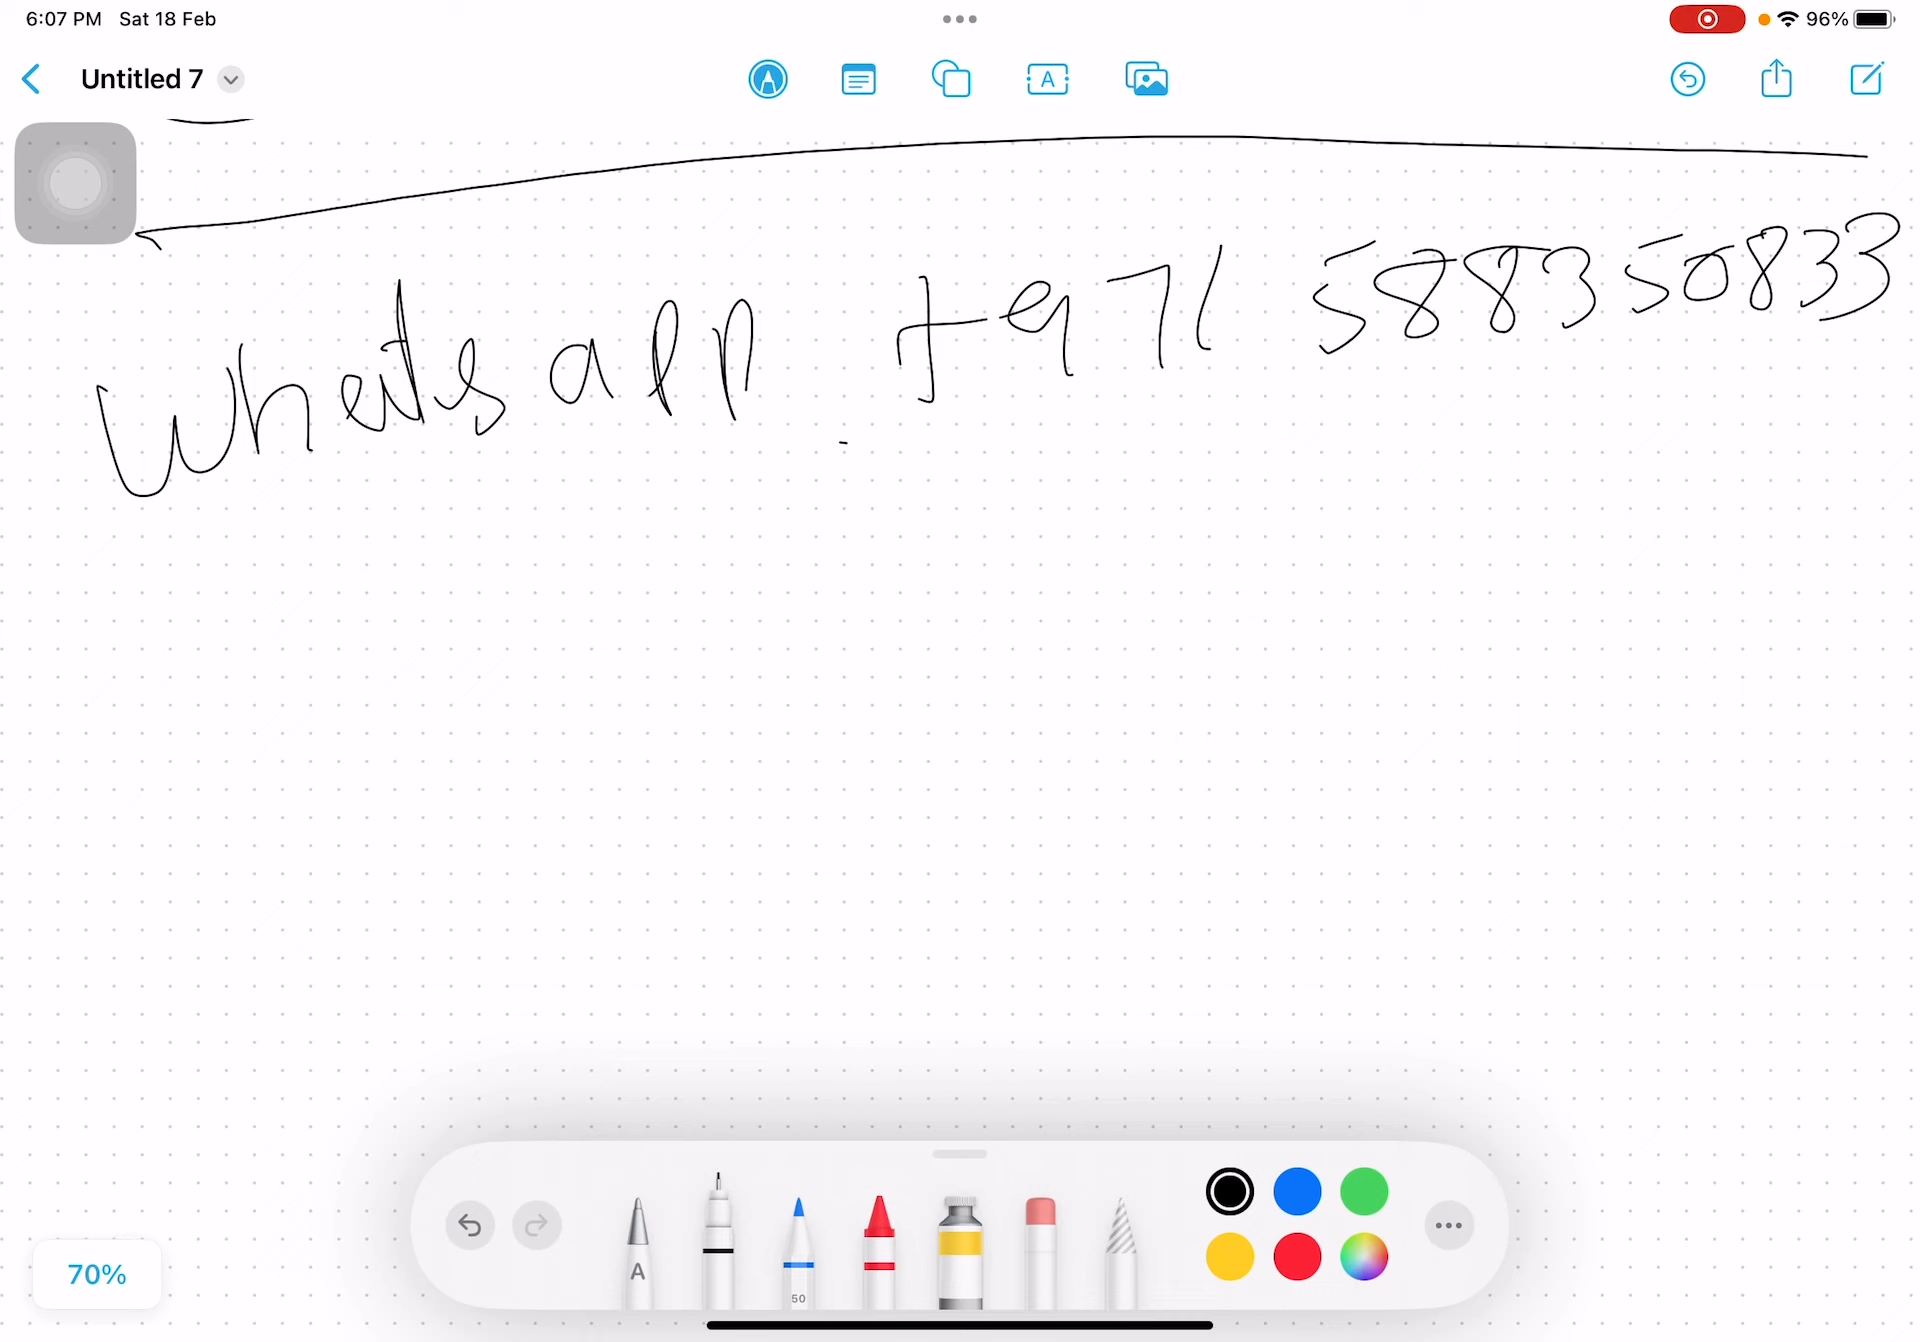 6:07 PM Sat 18 Feb
96%
Untitled 7
A
Whatsapp +971 588350833
A
50
70%